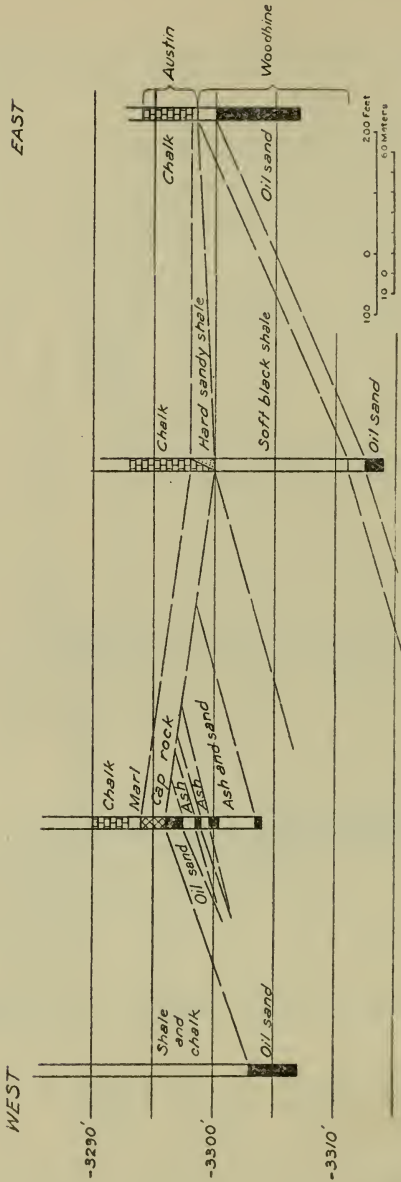 WEST
EAST
-3290'
-3300'
-3310'
Shale
and
chalk
Oil sand
Chalk
Marl
Cap rock
Ash
Ash
Oil sand
Ash and sand
Chalk
Hard sandy shale
Soft black shale
Oil sand
Chalk
Oil sand
Austin
Woodbine
100 0 200 Feet
10 0 60 Meters